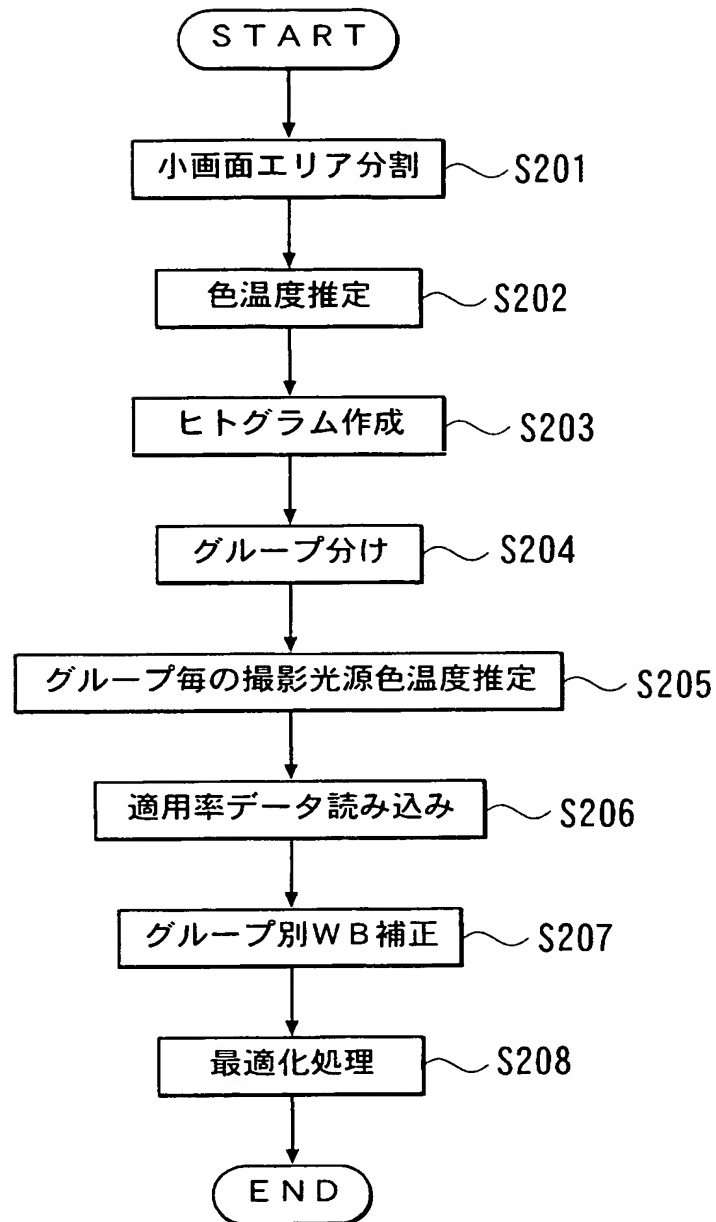 START
小画面エリア分割
S201
色温度推定
S202
ヒトグラム作成
S203
グループ分け
S204
グループ毎の撮影光源色温度推定
S205
適用率データ読み込み
S206
グループ別WB補正
S207
最適化処理
S208
END